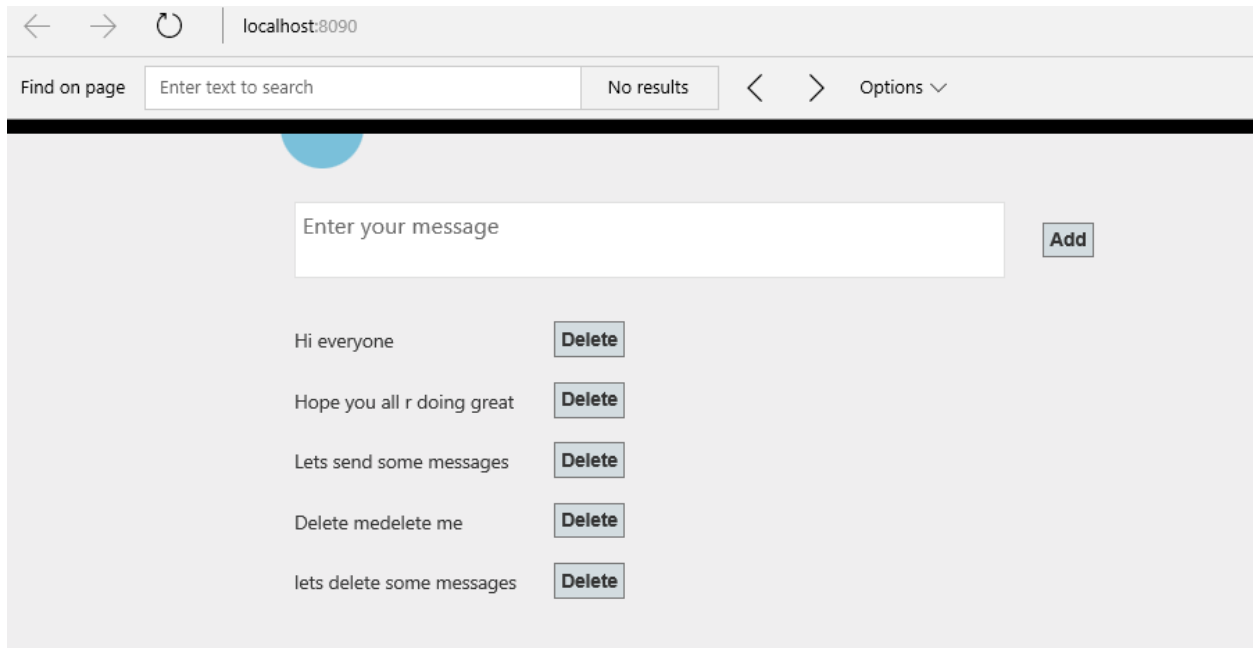 localhost:8090
Find on page Enter text to search No results Options
Enter your message
Add
Hi everyone Delete
Hope you all r doing great Delete
Lets send some messages Delete
Delete medelete me Delete
lets delete some messages Delete